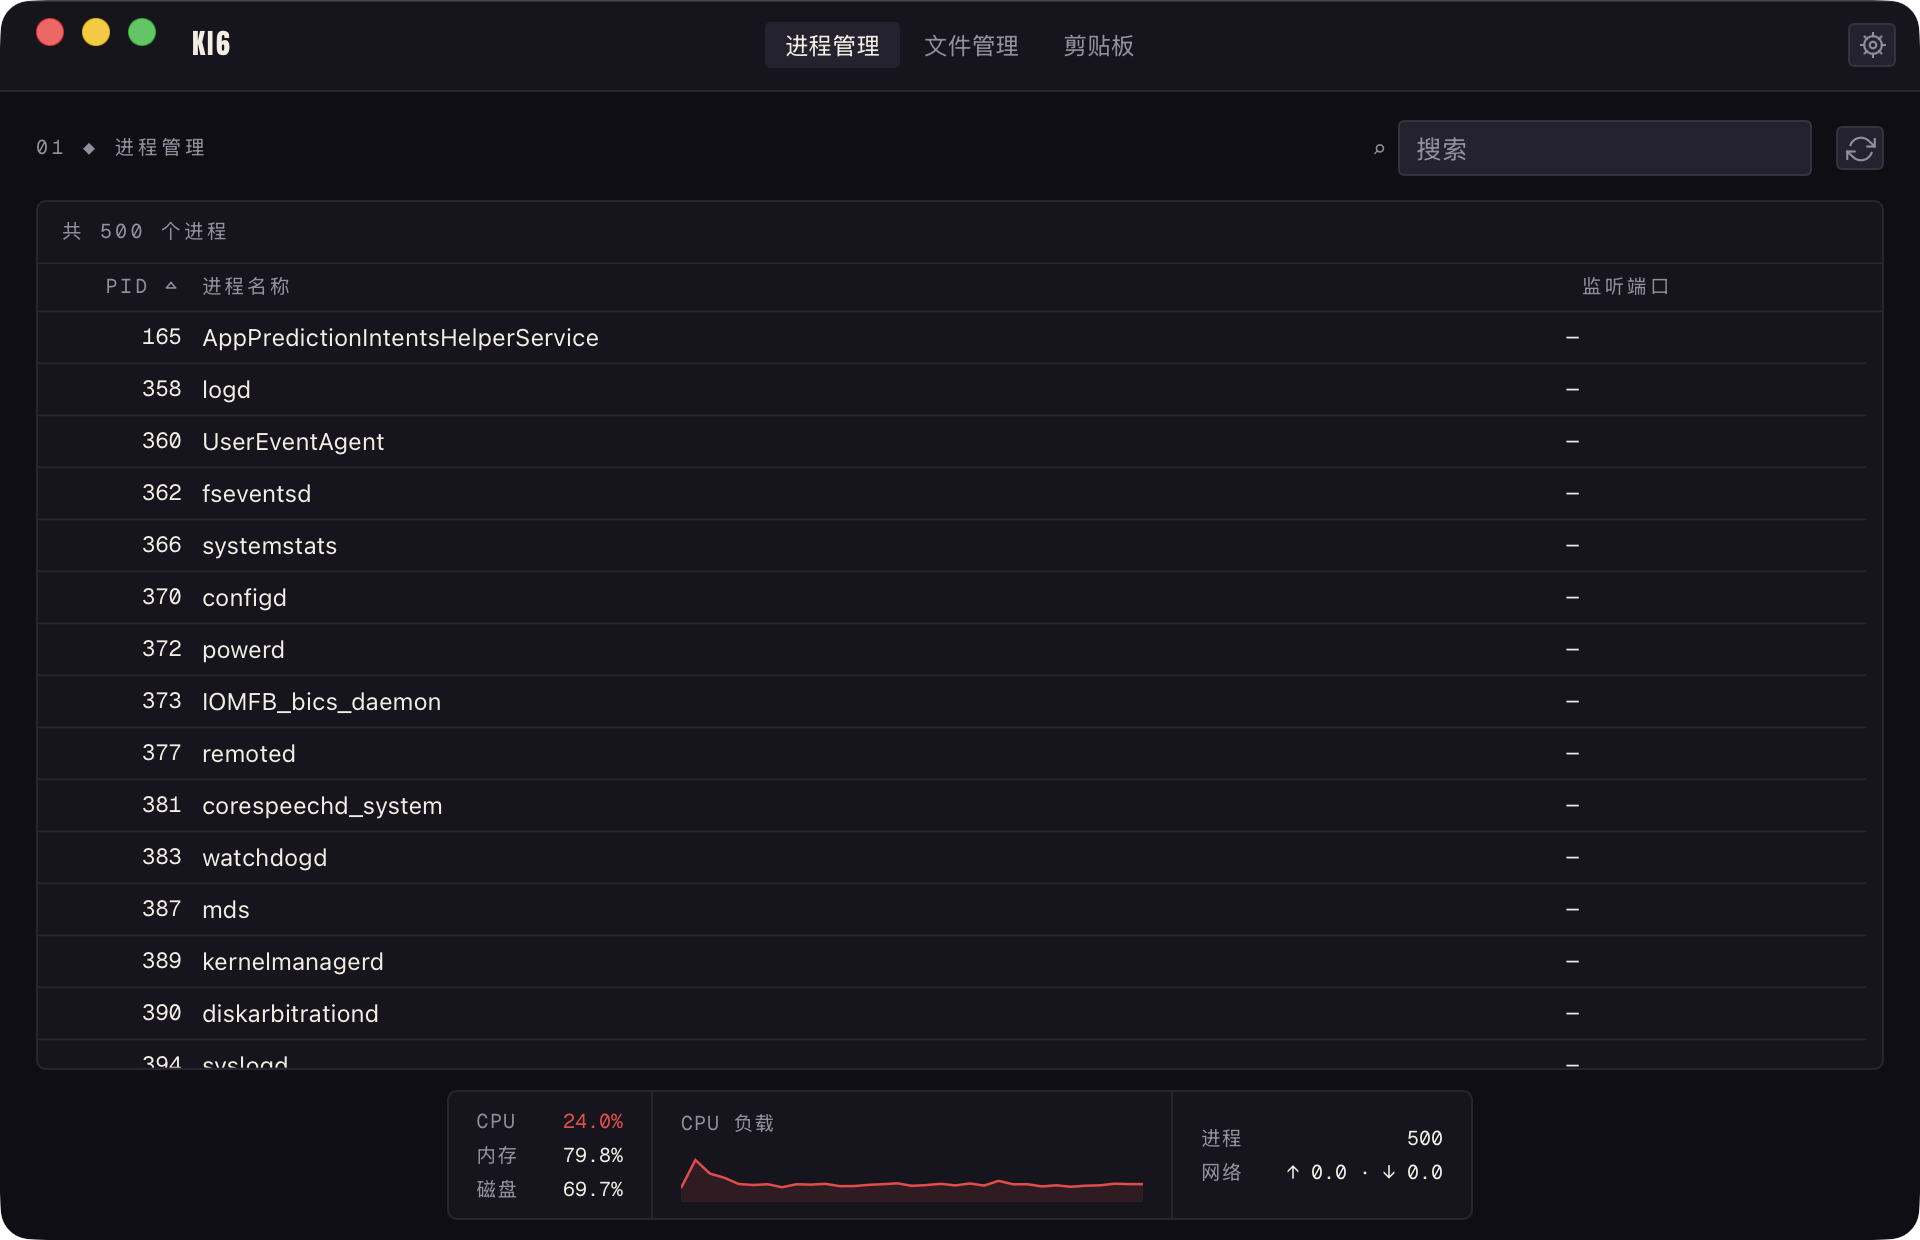 KI6
进程管理 文件管理 剪贴板
01 ◆ 进程管理
搜索
共 500 个进程
PID 进程名称 监听端口
165 AppPredictionIntentsHelperService —
358 logd —
360 UserEventAgent —
362 fseventsd —
366 systemstats —
370 configd —
372 powerd —
373 IOMFB_bics_daemon —
377 remoted —
381 corespeechd_system —
383 watchdogd —
387 mds —
389 kernelmanagerd —
390 diskarbitrationd —
394 syslogd —
CPU 24.0%
内存 79.8%
磁盘 69.7%
CPU 负载
进程 500
网络 ↑ 0.0 · ↓ 0.0